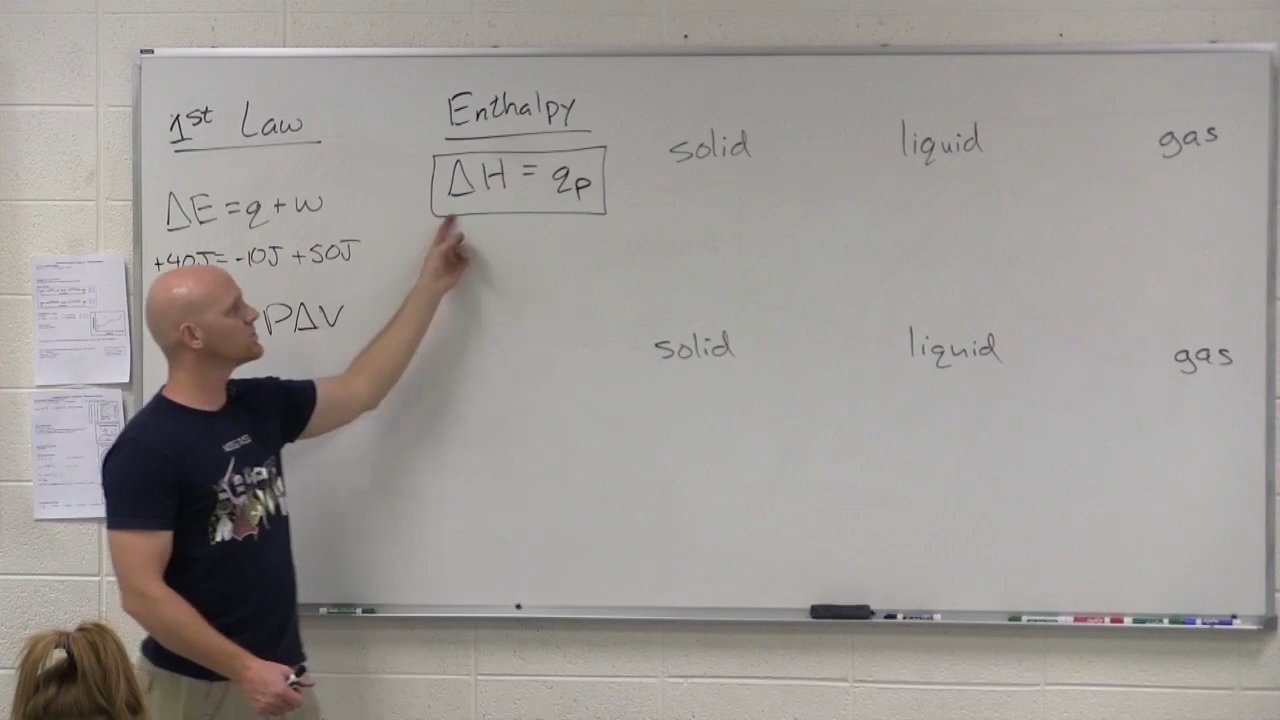 1st Law
ΔE = q + w
+40J = -10J + 50J
PΔV
Enthalpy
ΔH = qp
solid liquid gas
solid liquid gas